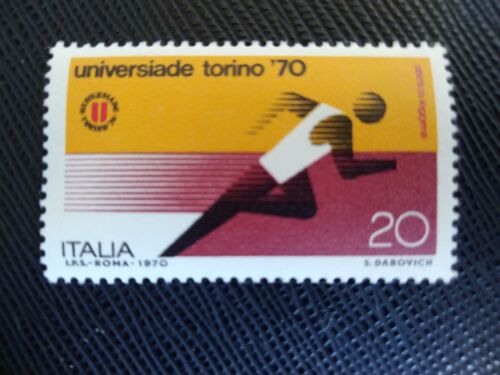 universiade torino '70
ITALIA
20
I.P.S.-ROMA-1970
S. DABOVICH